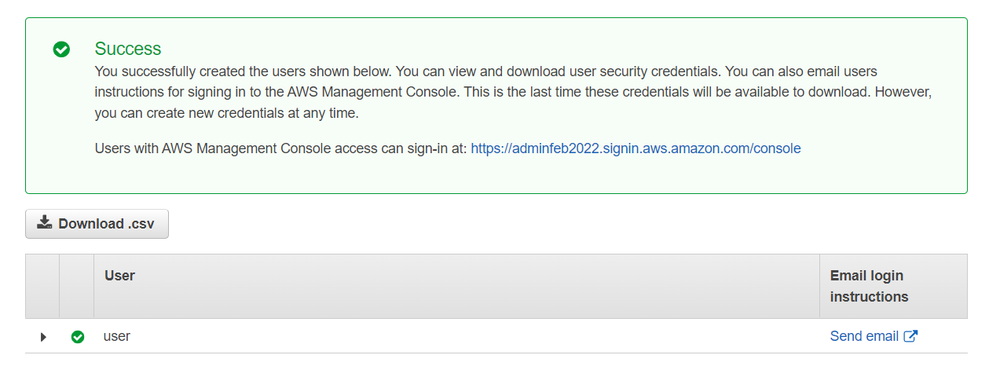 Success
You successfully created the users shown below. You can view and download user security credentials. You can also email users
instructions for signing in to the AWS Management Console. This is the last time these credentials will be available to download. However,
you can create new credentials at any time.
Users with AWS Management Console access can sign-in at: https://adminfeb2022.signin.aws.amazon.com/console
Download .csv
User
Email login
instructions
user
Send email